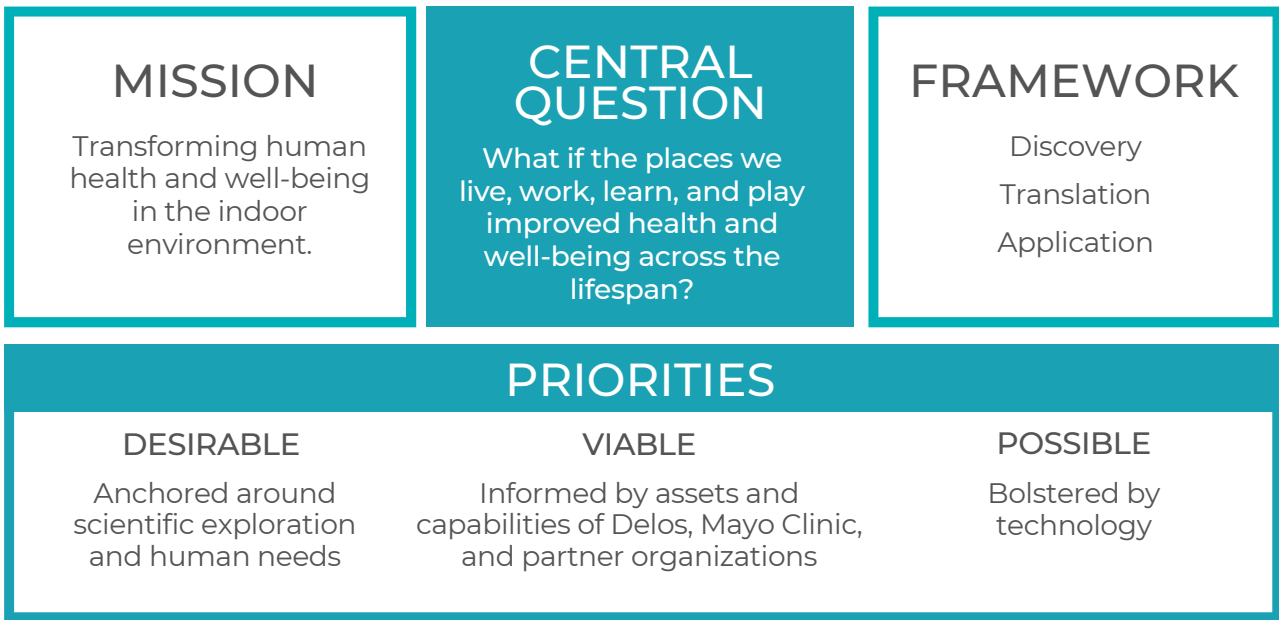 MISSION
Transforming human
health and well-being
in the indoor
environment.
CENTRAL
QUESTION
What if the places we
live, work, learn, and play
improved health and
well-being across the
lifespan?
FRAMEWORK
Discovery
Translation
Application
PRIORITIES
DESIRABLE
Anchored around
scientific exploration
and human needs
VIABLE
Informed by assets and
capabilities of Delos, Mayo Clinic,
and partner organizations
POSSIBLE
Bolstered by
technology